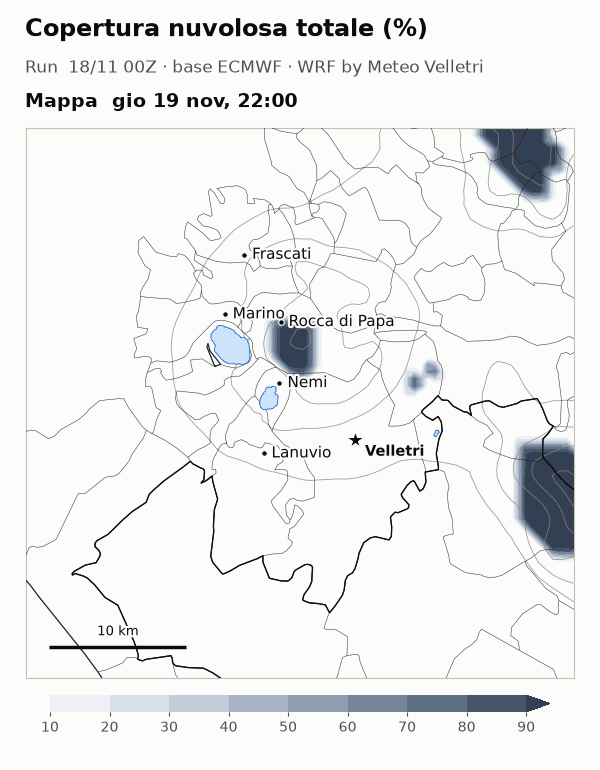 Copertura nuvolosa totale (%)
Run  18/11 00Z · base ECMWF · WRF by Meteo Velletri
Mappa  gio 19 nov, 22:00
Frascati
Marino
Rocca di Papa
Nemi
Velletri
Lanuvio
10 km
10 20 30 40 50 60 70 80 90